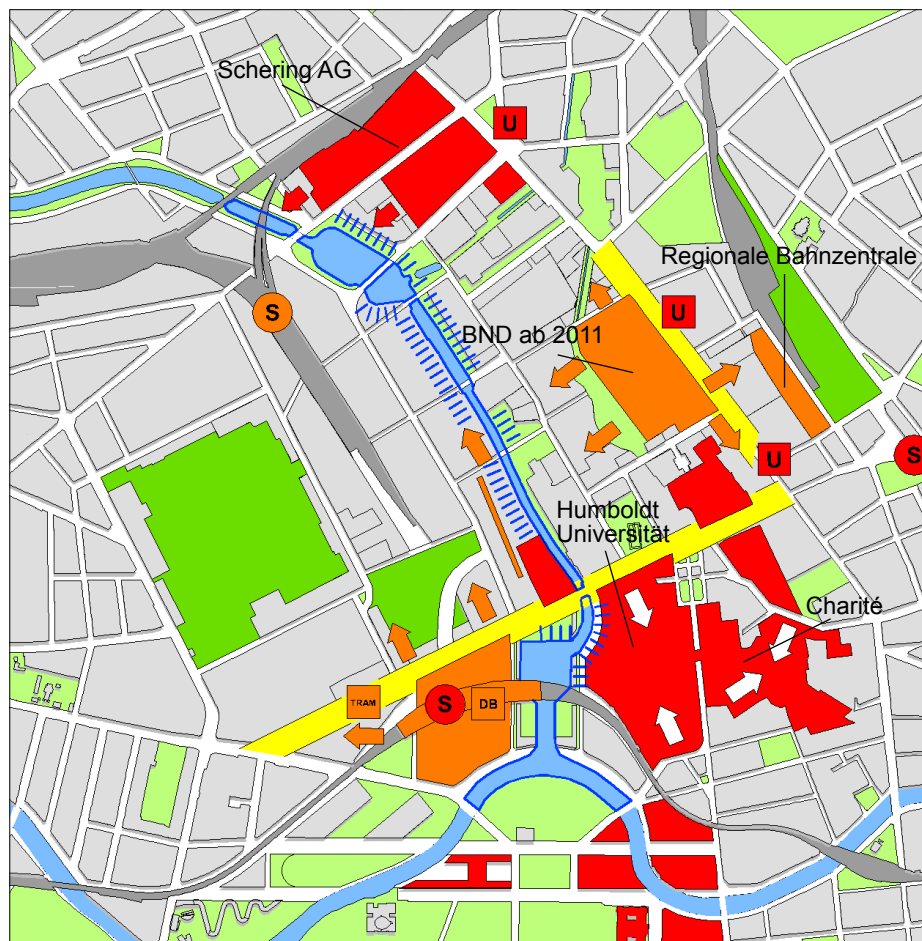 Schering AG
U
Regionale Bahnzentrale
S
U
BND ab 2011
U
S
Humboldt
Universität
Charité
TRAM
S
DB